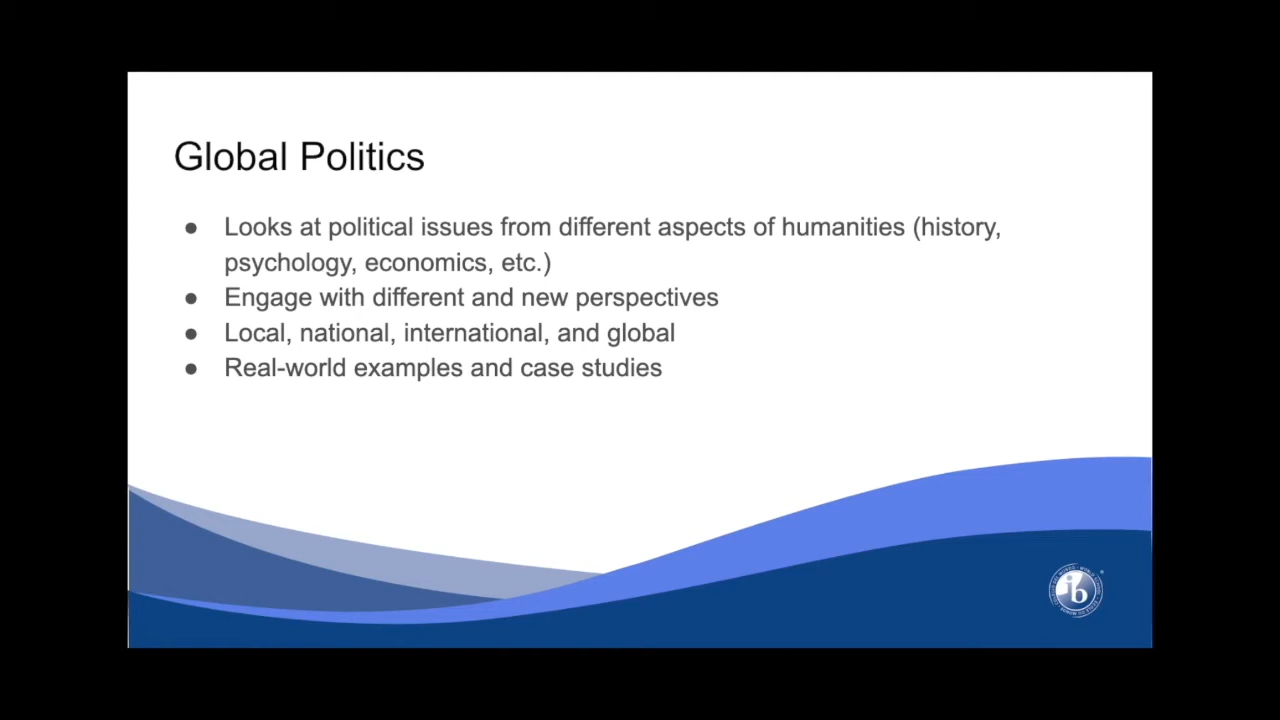 Global Politics
● Looks at political issues from different aspects of humanities (history,
psychology, economics, etc.)
● Engage with different and new perspectives
● Local, national, international, and global
● Real-world examples and case studies
ib